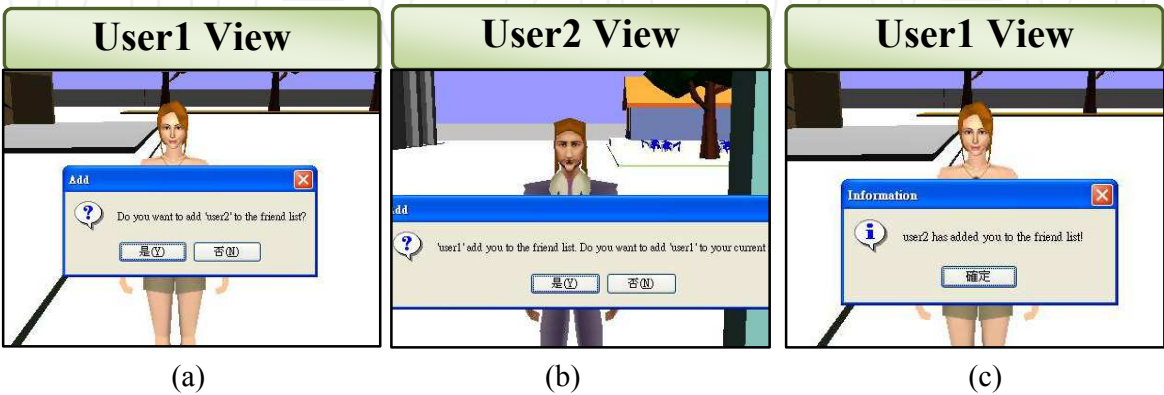 User1 View
User2 View
User1 View
Add
Do you want to add 'user2' to the friend list?
是(Y) 否(N)
Add
'user1' add you to the friend list. Do you want to add 'user1' to your current
是(Y) 否(N)
Information
user2 has added you to the friend list!
確定
(a)
(b)
(c)